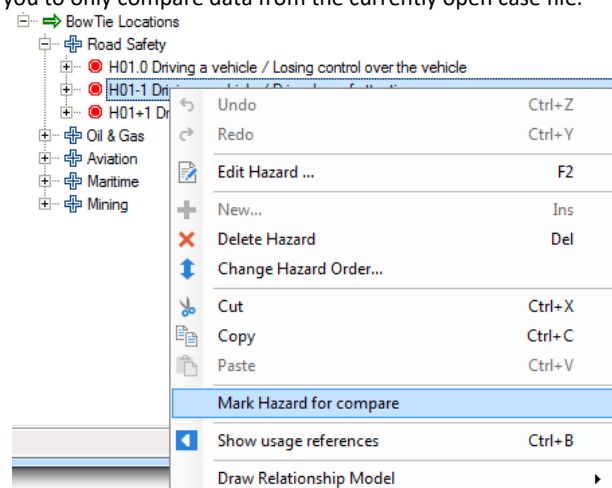 you to only compare data from the currently open case file.
BowTie Locations
Road Safety
H01.0 Driving a vehicle / Losing control over the vehicle
H01-1 Dri
H01+1 Dr
Oil & Gas
Aviation
Maritime
Mining
Undo Ctrl+Z
Redo Ctrl+Y
Edit Hazard ... F2
New... Ins
Delete Hazard Del
Change Hazard Order...
Cut Ctrl+X
Copy Ctrl+C
Paste Ctrl+V
Mark Hazard for compare
Show usage references Ctrl+B
Draw Relationship Model